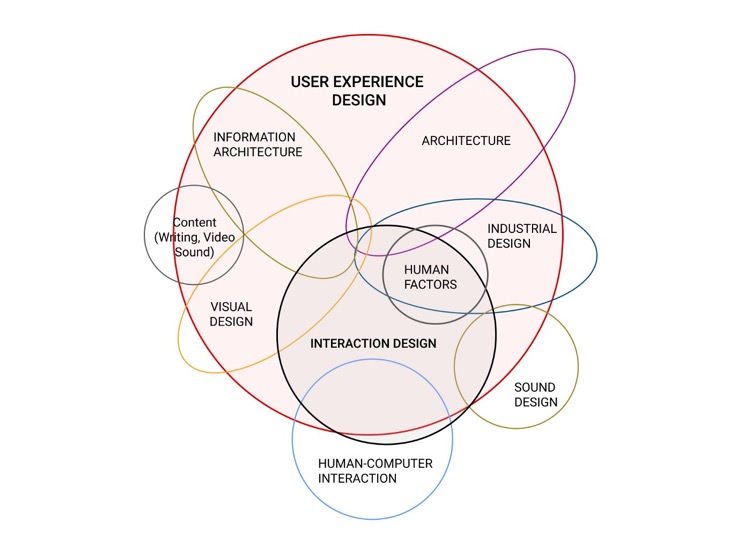 USER EXPERIENCE
DESIGN
INFORMATION
ARCHITECTURE
ARCHITECTURE
Content
(Writing, Video
Sound)
INDUSTRIAL
DESIGN
HUMAN
FACTORS
VISUAL
DESIGN
INTERACTION DESIGN
SOUND
DESIGN
HUMAN-COMPUTER
INTERACTION